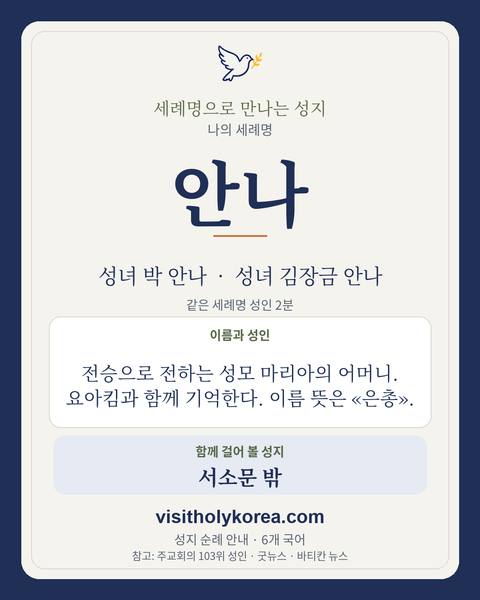 세례명으로 만나는 성지
나의 세례명
안나
성녀 박 안나 · 성녀 김장금 안나
같은 세례명 성인 2분
이름과 성인
전승으로 전하는 성모 마리아의 어머니.
요아킴과 함께 기억한다. 이름 뜻은 «은총».
함께 걸어 볼 성지
서소문 밖
visitholykorea.com
성지 순례 안내 · 6개 국어
참고: 주교회의 103위 성인 · 굿뉴스 · 바티칸 뉴스